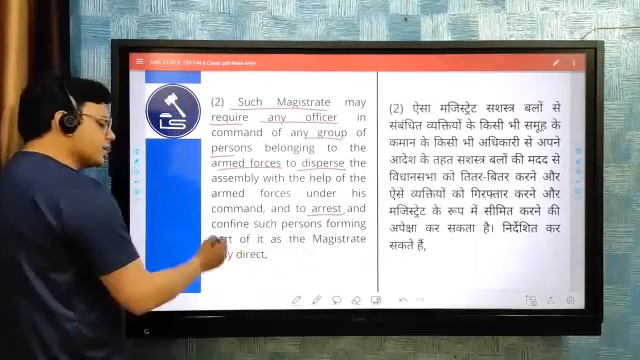 (2) Such Magistrate may
require any officer in
command of any group of
persons belonging to the
armed forces to disperse the
assembly with the help of the
armed forces under his
command, and to arrest and
confine such persons forming
of it as the Magistrate
direct,
LS
(2) ऐसा मजिस्ट्रेट सशस्त्र बलों से
संबंधित व्यक्तियों के किसी भी समूह के
कमान के किसी भी अधिकारी से अपने
आदेश के तहत सशस्त्र बलों की मदद से
विधानसभा को तितर-बितर करने और
ऐसे व्यक्तियों को गिरफ्तार करने और
मजिस्ट्रेट के रूप में सीमित करने की
अपेक्षा कर सकता है। निर्देशित कर
सकते हैं,